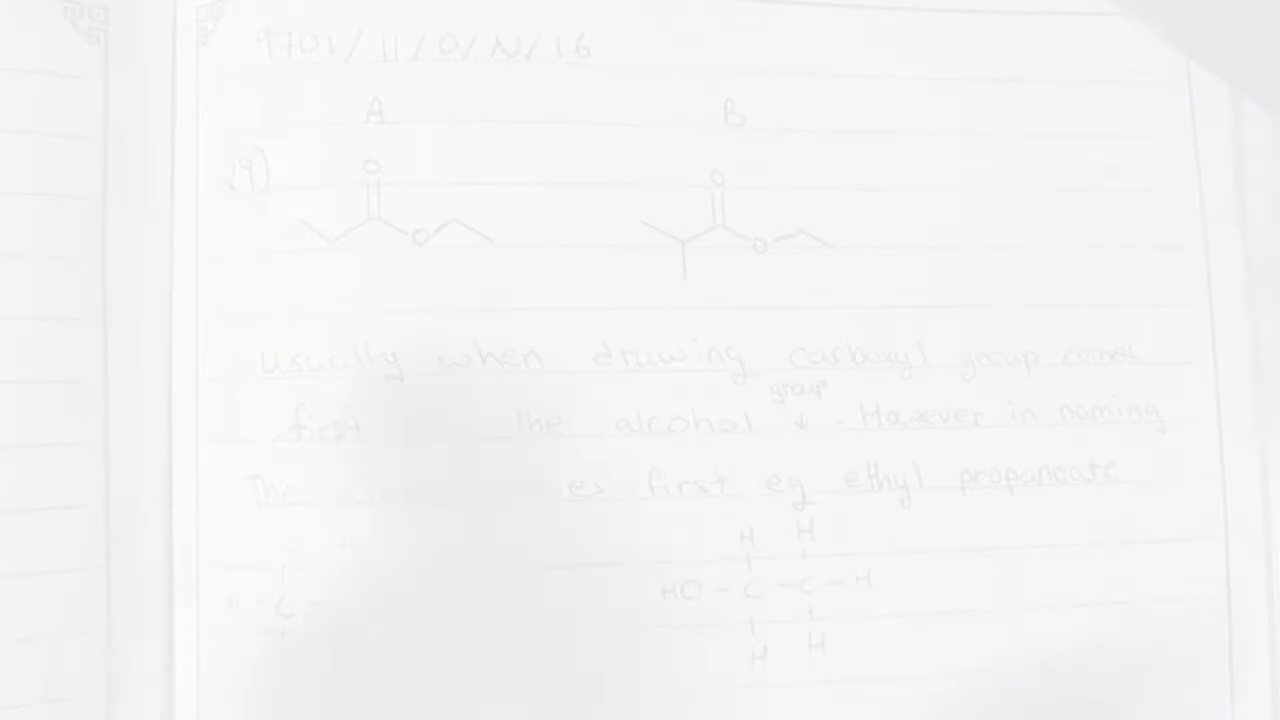 9701/11/O/N/16
A B
29)
O O
O O
usually when drawing carboxyl group comes
group
first the alcohol ↓ . However in naming
The es first eg ethyl propanoate
H H
HO - C - C - H
- C -
H H